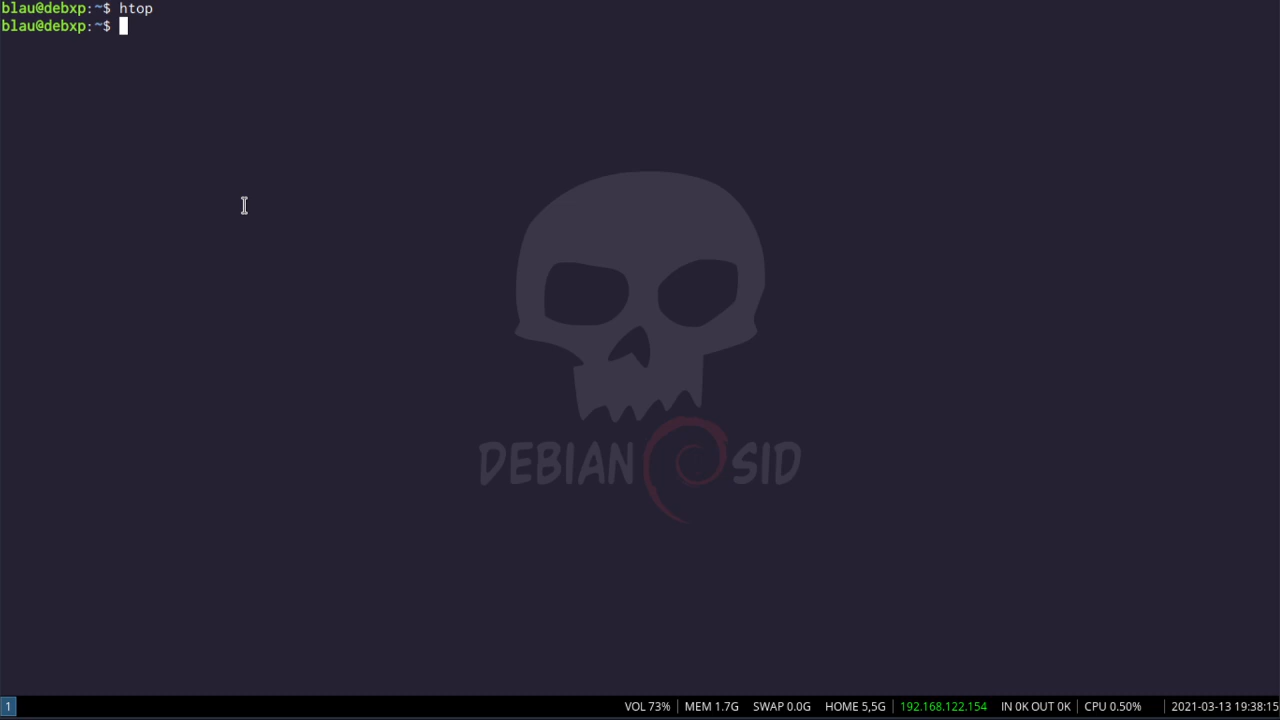 blau@debxp:~$ htop
blau@debxp:~$
DEBIAN SID
1 VOL 73% | MEM 1.7G SWAP 0.0G HOME 5,5G | 192.168.122.154 | IN 0K OUT 0K | CPU 0.50% | 2021-03-13 19:38:15